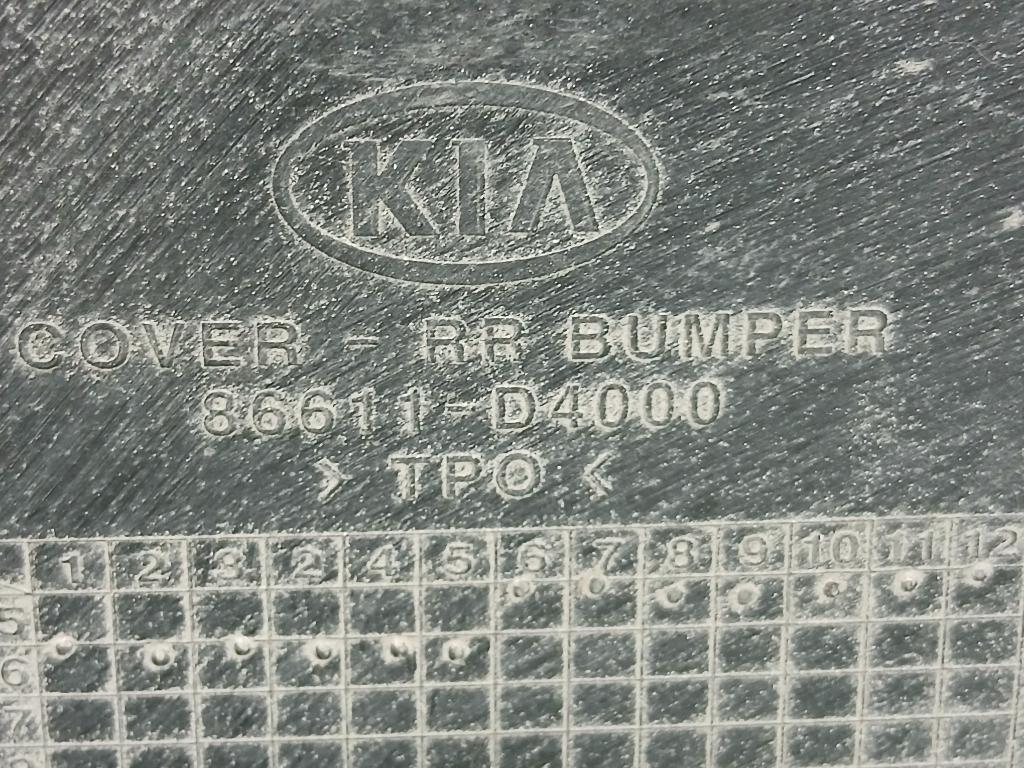 KIA
COVER - RR BUMPER
86611-D4000
> TPO <
1 2 3 2 4 5 6 7 8 9 10 11 12
5
6
7